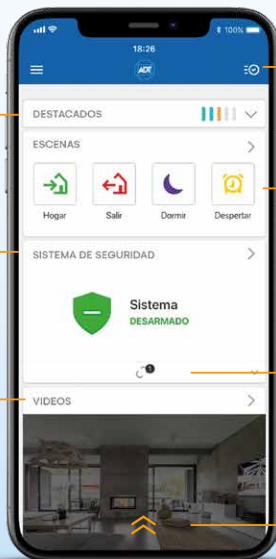 100%
18:26
ADT
DESTACADOS
ESCENAS
Hogar Salir Dormir Despertar
SISTEMA DE SEGURIDAD
Sistema
DESARMADO
1
VIDEOS